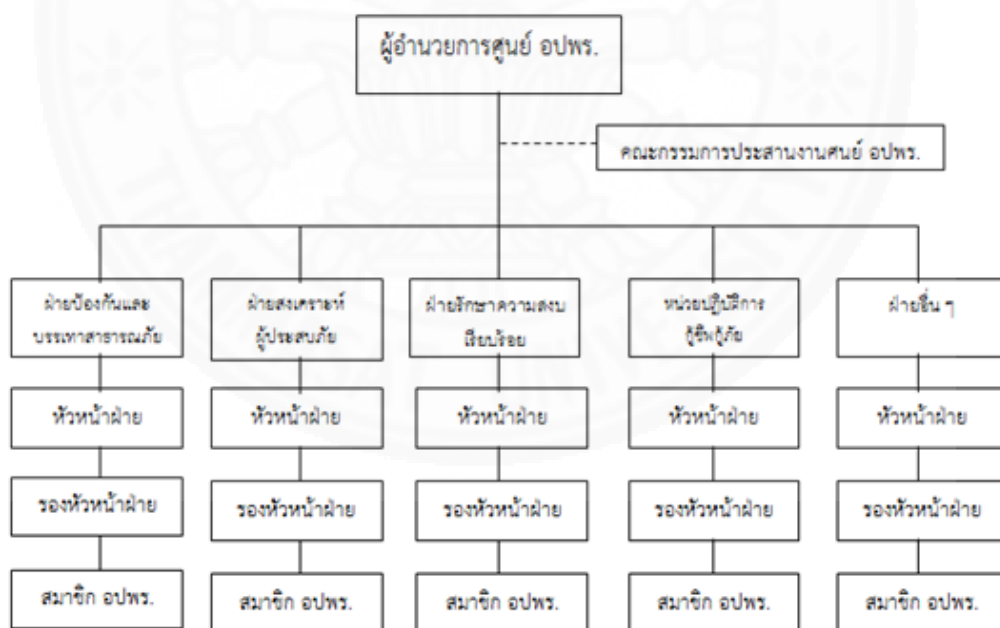 ผู้อำนวยการศูนย์ อปพร.
คณะกรรมการประสานงานศูนย์ อปพร.
ฝ่ายป้องกันและ
บรรเทาสาธารณภัย
ฝ่ายสงเคราะห์
ผู้ประสบภัย
ฝ่ายรักษาความสงบ
เรียบร้อย
หน่วยปฏิบัติการ
กู้ชีพกู้ภัย
ฝ่ายอื่น ๆ
หัวหน้าฝ่าย
หัวหน้าฝ่าย
หัวหน้าฝ่าย
หัวหน้าฝ่าย
หัวหน้าฝ่าย
รองหัวหน้าฝ่าย
รองหัวหน้าฝ่าย
รองหัวหน้าฝ่าย
รองหัวหน้าฝ่าย
รองหัวหน้าฝ่าย
สมาชิก อปพร.
สมาชิก อปพร.
สมาชิก อปพร.
สมาชิก อปพร.
สมาชิก อปพร.